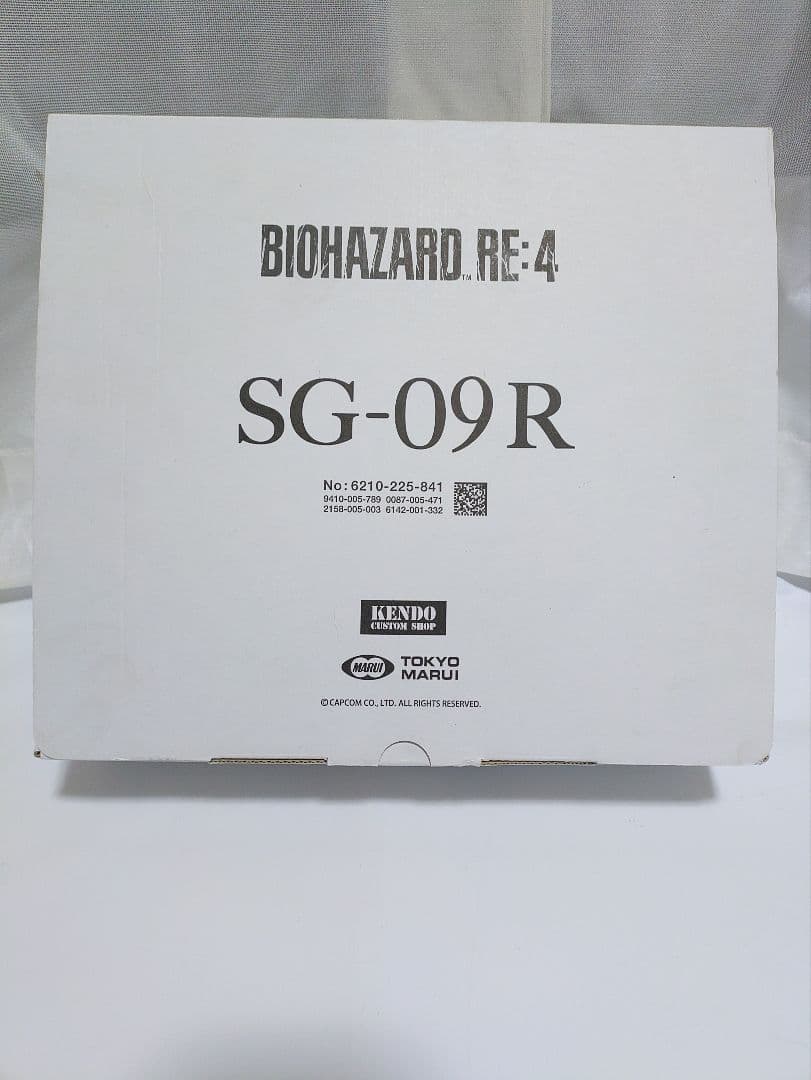 BIOHAZARD™ RE:4
SG-09 R
No: 6210-225-841
9410-005-789 0087-005-471
2158-005-003 6142-001-332
KENDO
CUSTOM SHOP
MARUI
TOKYO
MARUI
© CAPCOM CO., LTD. ALL RIGHTS RESERVED.